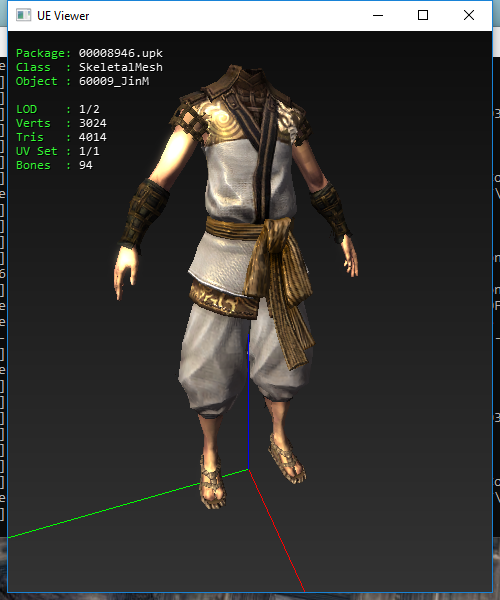 UE Viewer
Package: 00008946.upk
Class  : SkeletalMesh
Object : 60009_JinM
LOD    : 1/2
Verts  : 3024
Tris   : 4014
UV Set : 1/1
Bones  : 94